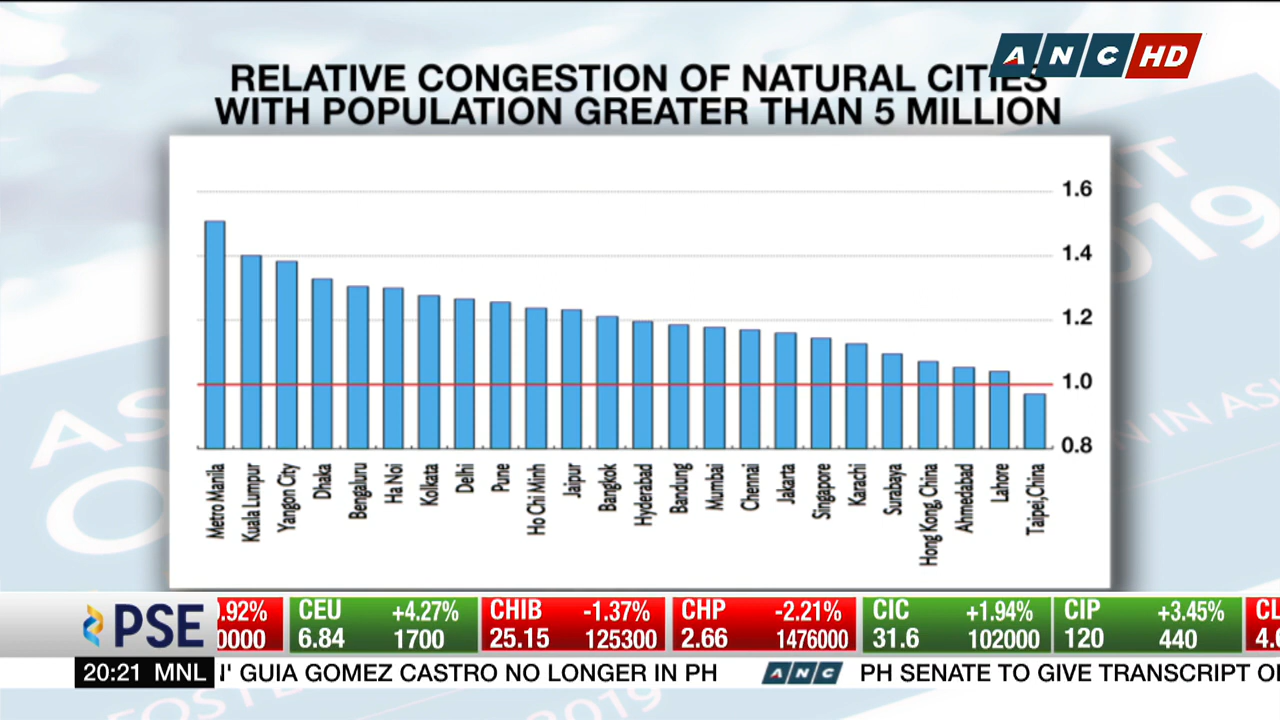 ANC HD
RELATIVE CONGESTION OF NATURAL CITIES
WITH POPULATION GREATER THAN 5 MILLION
1.6
1.4
1.2
1.0
0.8
Metro Manila
Kuala Lumpur
Yangon City
Dhaka
Bengaluru
Ha Noi
Kolkata
Delhi
Pune
Ho Chi Minh
Jaipur
Bangkok
Hyderabad
Bandung
Mumbai
Chennai
Jakarta
Singapore
Karachi
Surabaya
Hong Kong, China
Ahmedabad
Lahore
Taipei,China
PSE
.92% CEU +4.27% CHIB -1.37% CHP -2.21% CIC +1.94% CIP +3.45%
0000 6.84 1700 25.15 125300 2.66 1476000 31.6 102000 120 440
20:21 MNL ' GUIA GOMEZ CASTRO NO LONGER IN PH ANC PH SENATE TO GIVE TRANSCRIPT
IN ASI
2019